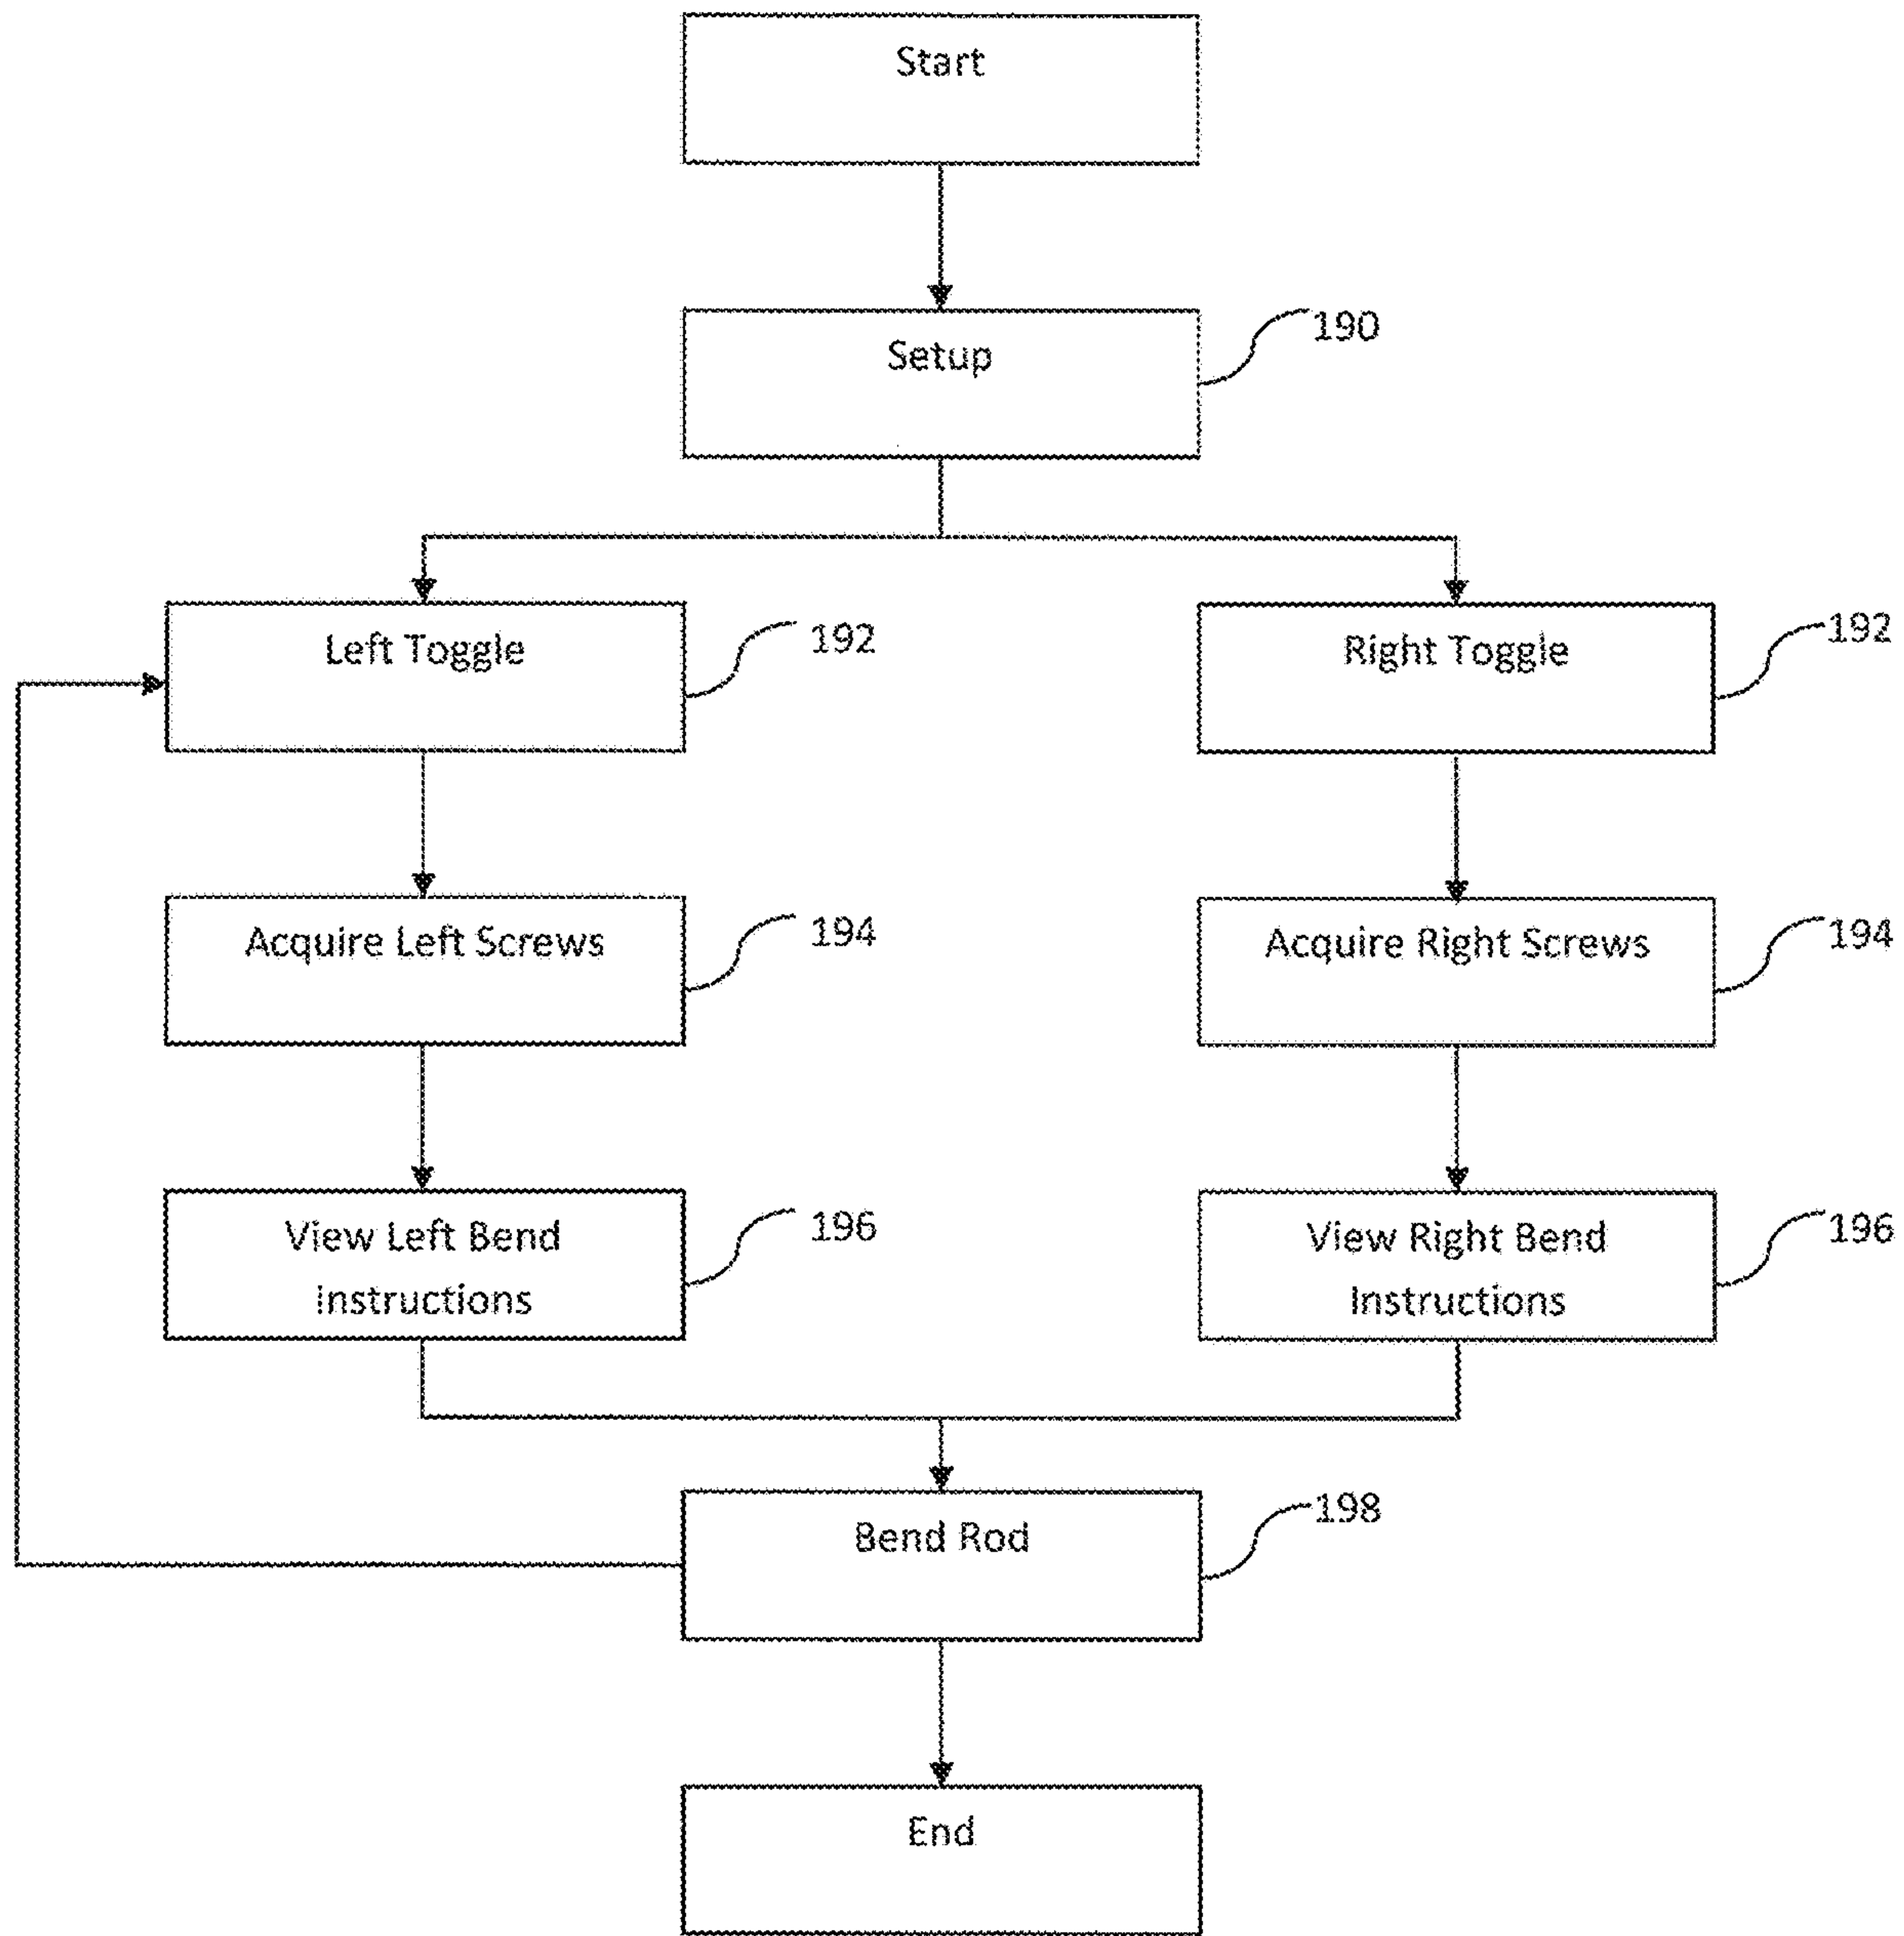 Start
Setup
190
Left Toggle
192
Right Toggle
192
Acquire Left Screws
194
Acquire Right Screws
194
View Left Bend
Instructions
196
View Right Bend
Instructions
196
Bend Rod
198
End